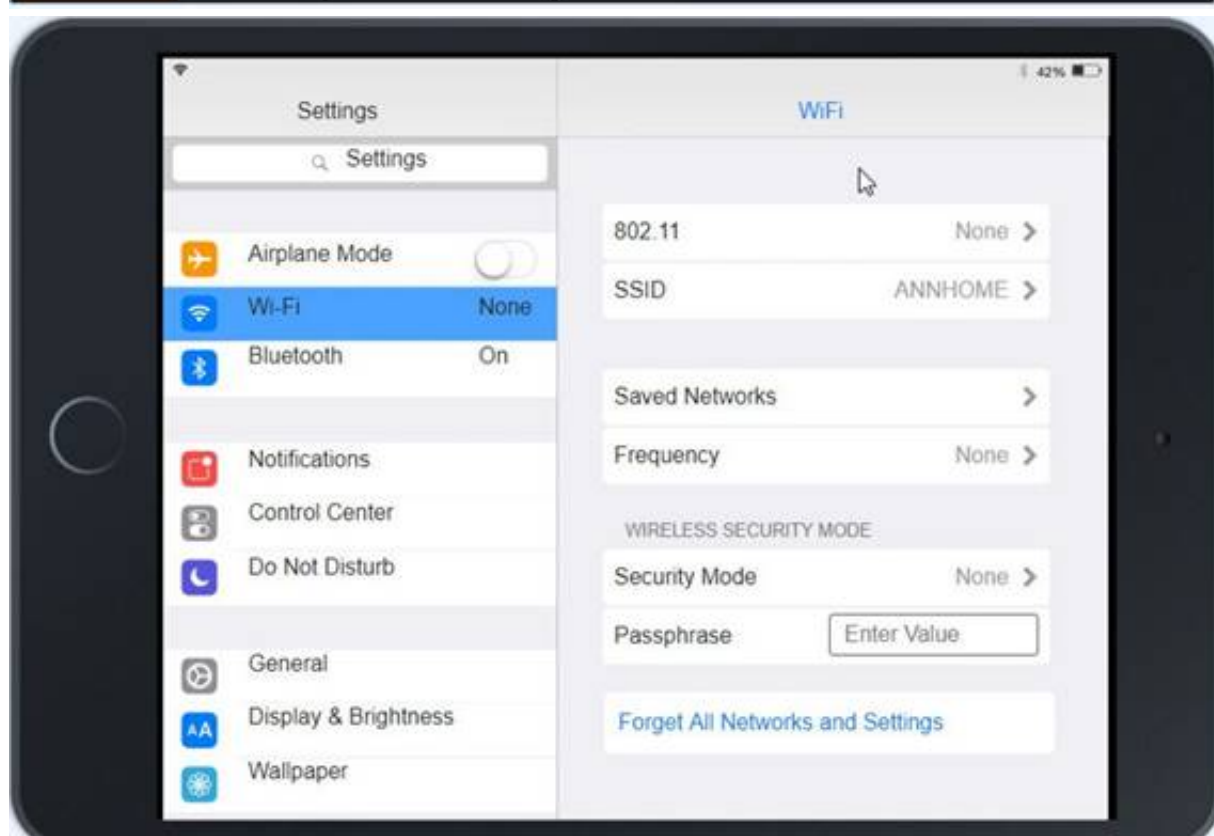 42%
Settings
WiFi
Settings
Airplane Mode
Wi-Fi None
Bluetooth On
Notifications
Control Center
Do Not Disturb
General
Display & Brightness
Wallpaper
802.11 None
SSID ANNHOME
Saved Networks
Frequency None
WIRELESS SECURITY MODE
Security Mode None
Passphrase Enter Value
Forget All Networks and Settings